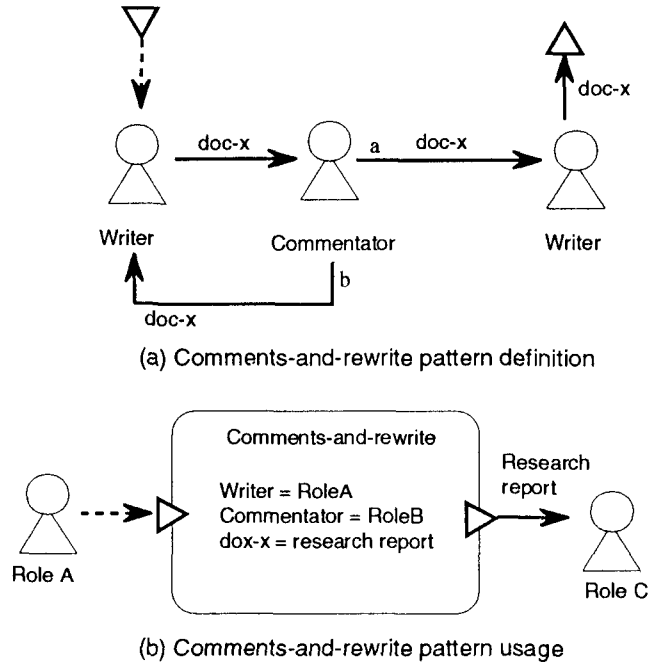 doc-x
doc-x
a
doc-x
Writer
Commentator
Writer
b
doc-x
(a) Comments-and-rewrite pattern definition
Comments-and-rewrite
Research
report
Writer = RoleA
Commentator = RoleB
dox-x = research report
Role A
Role C
(b) Comments-and-rewrite pattern usage